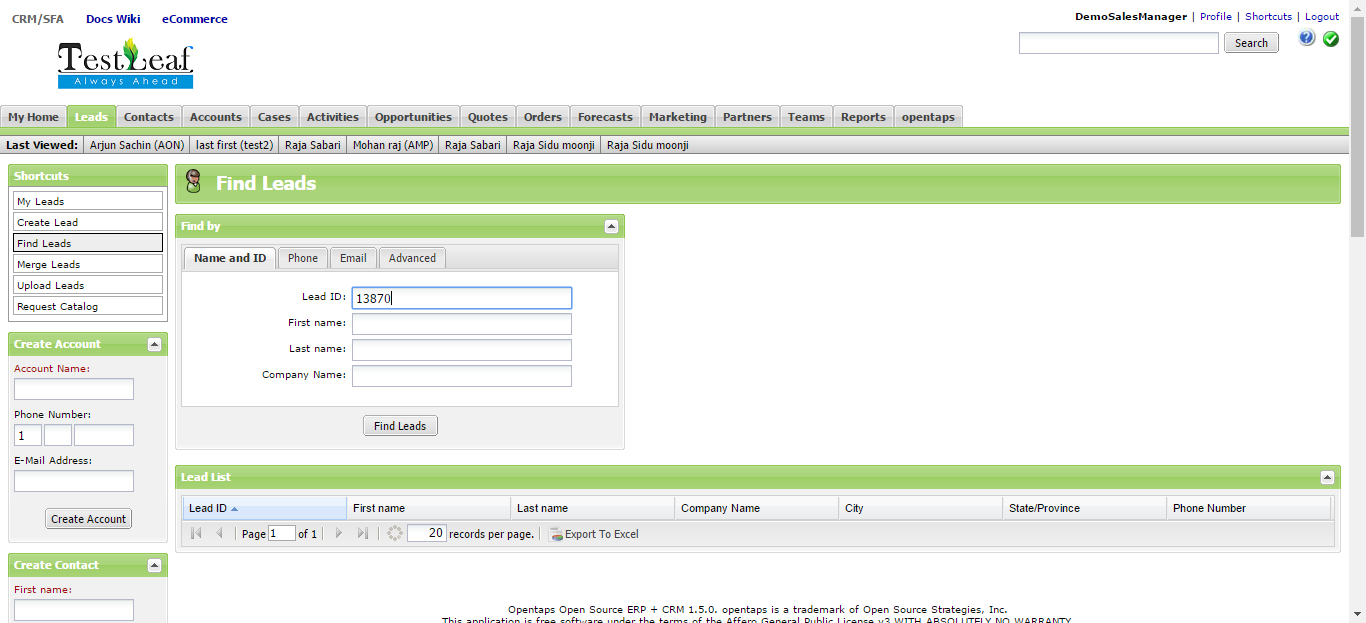 CRM/SFA Docs Wiki eCommerce
DemoSalesManager | Profile | Shortcuts | Logout
TestLeaf
Always Ahead
Search
My Home Leads Contacts Accounts Cases Activities Opportunities Quotes Orders Forecasts Marketing Partners Teams Reports opentaps
Last Viewed: Arjun Sachin (AON) last first (test2) Raja Sabari Mohan raj (AMP) Raja Sabari Raja Sidu moonji Raja Sidu moonji
Shortcuts
My Leads
Create Lead
Find Leads
Merge Leads
Upload Leads
Request Catalog
Create Account
Account Name:
Phone Number:
1
E-Mail Address:
Create Account
Create Contact
First name:
Find Leads
Find by
Name and ID Phone Email Advanced
Lead ID: 13870
First name:
Last name:
Company Name:
Find Leads
Lead List
Lead ID First name Last name Company Name City State/Province Phone Number
Page 1 of 1 20 records per page. Export To Excel
Opentaps Open Source ERP + CRM 1.5.0. opentaps is a trademark of Open Source Strategies, Inc.
This application is free software under the terms of the Affero General Public License v3 WITH ABSOLUTELY NO WARRANTY